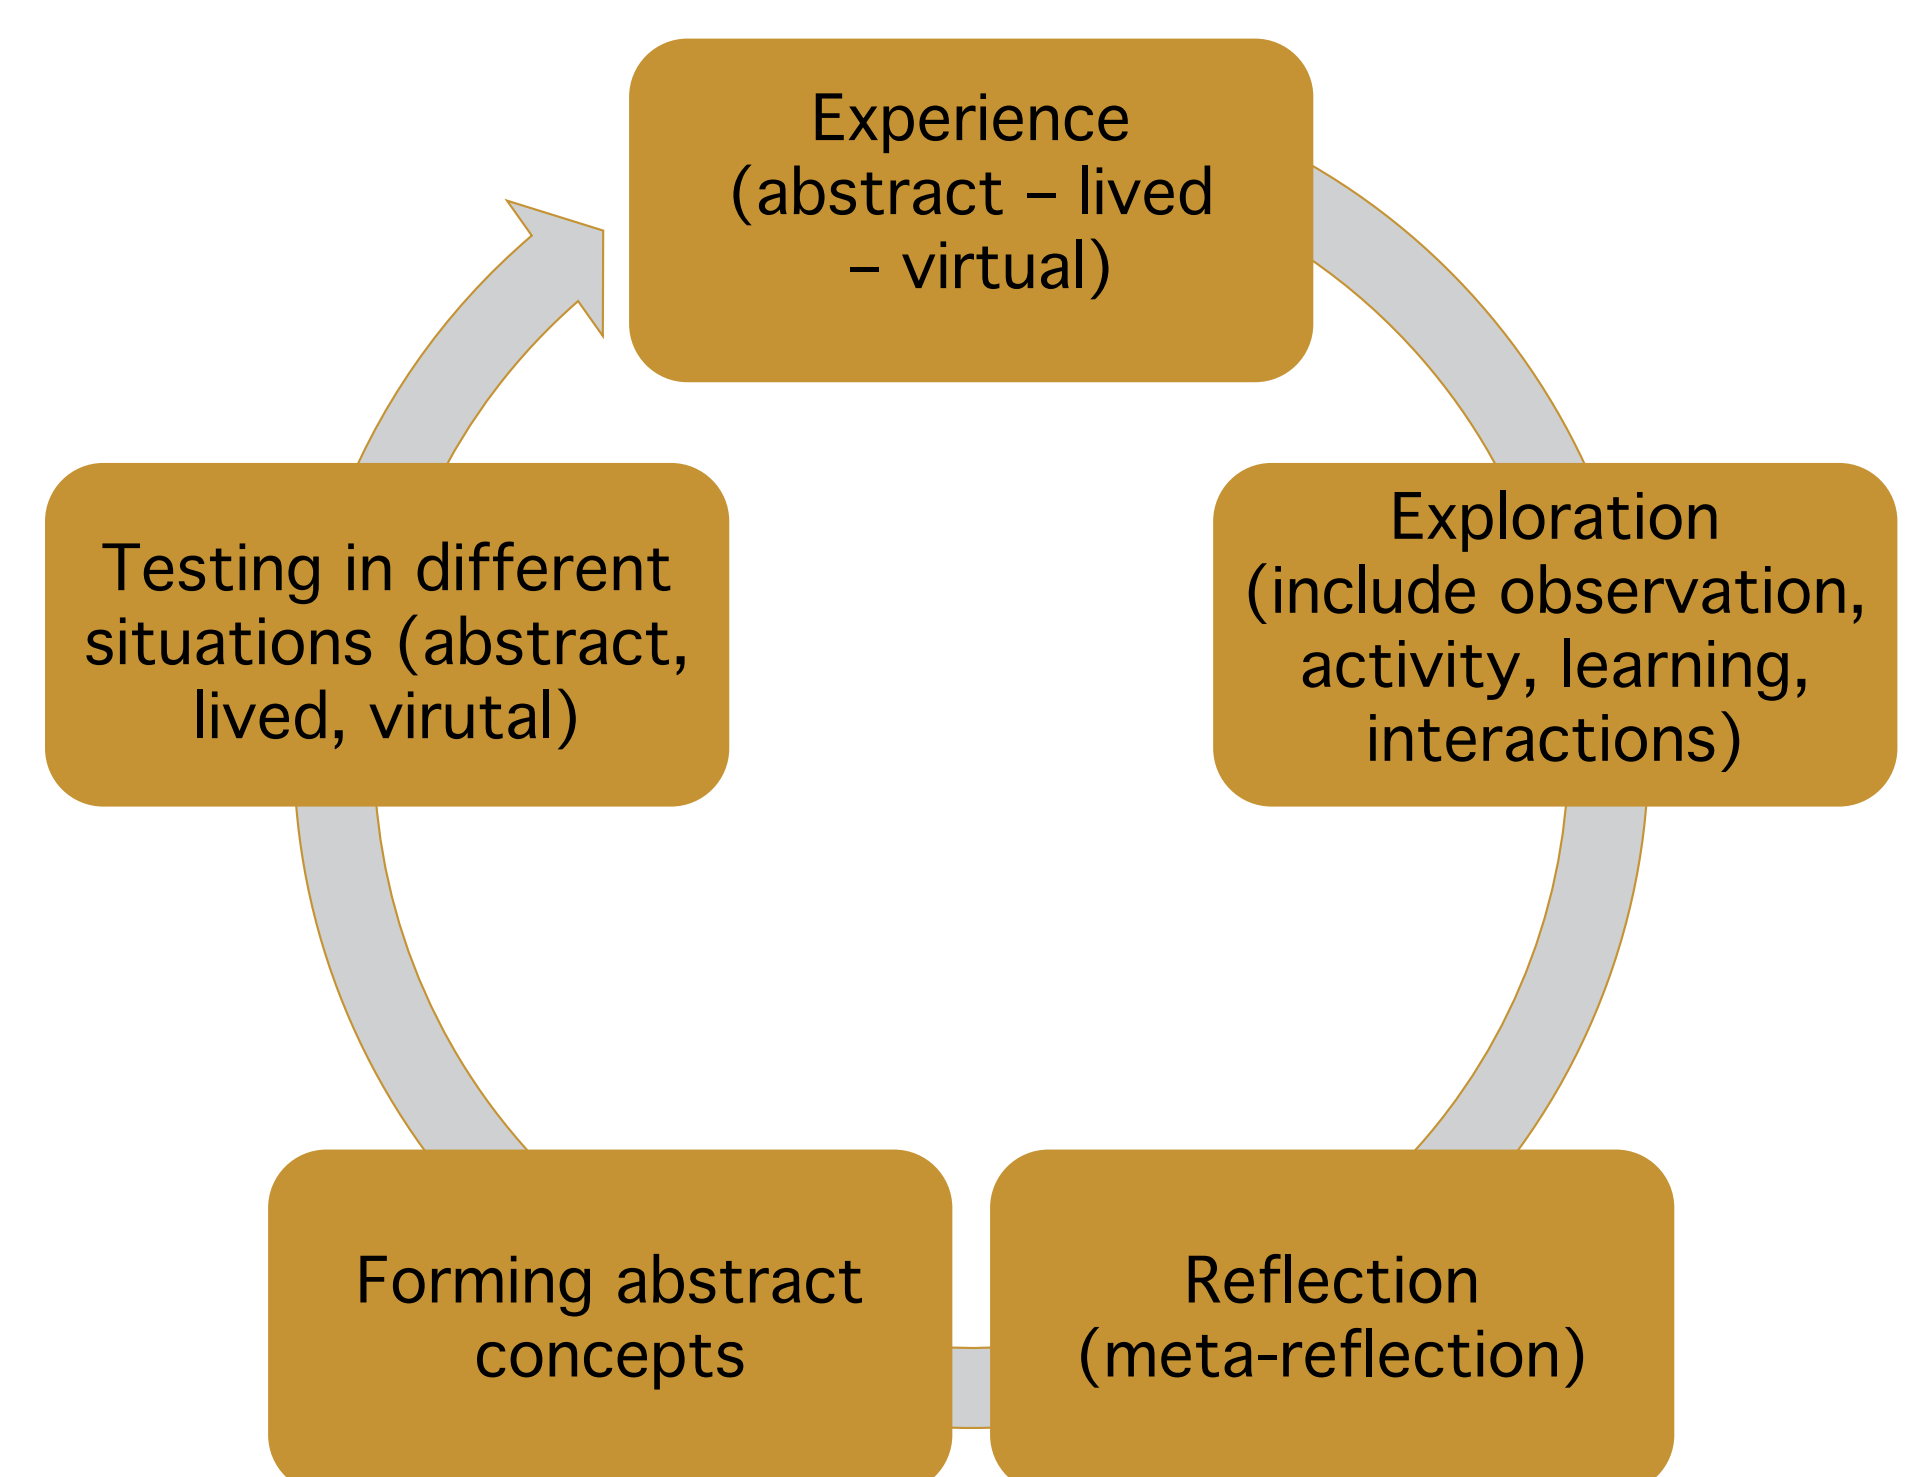 Experience
(abstract – lived
– virtual)
Exploration
(include observation,
activity, learning,
interactions)
Reflection
(meta-reflection)
Forming abstract
concepts
Testing in different
situations (abstract,
lived, virutal)